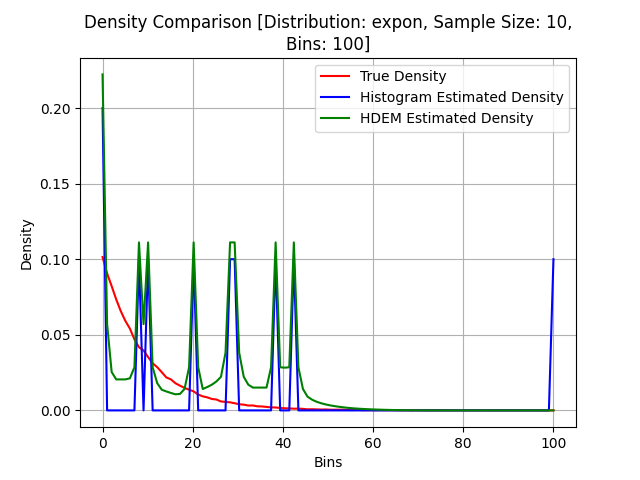 Density Comparison [Distribution: expon, Sample Size: 10,
Bins: 100]
True Density
Histogram Estimated Density
HDEM Estimated Density
Density
0.20
0.15
0.10
0.05
0.00
0 20 40 60 80 100
Bins